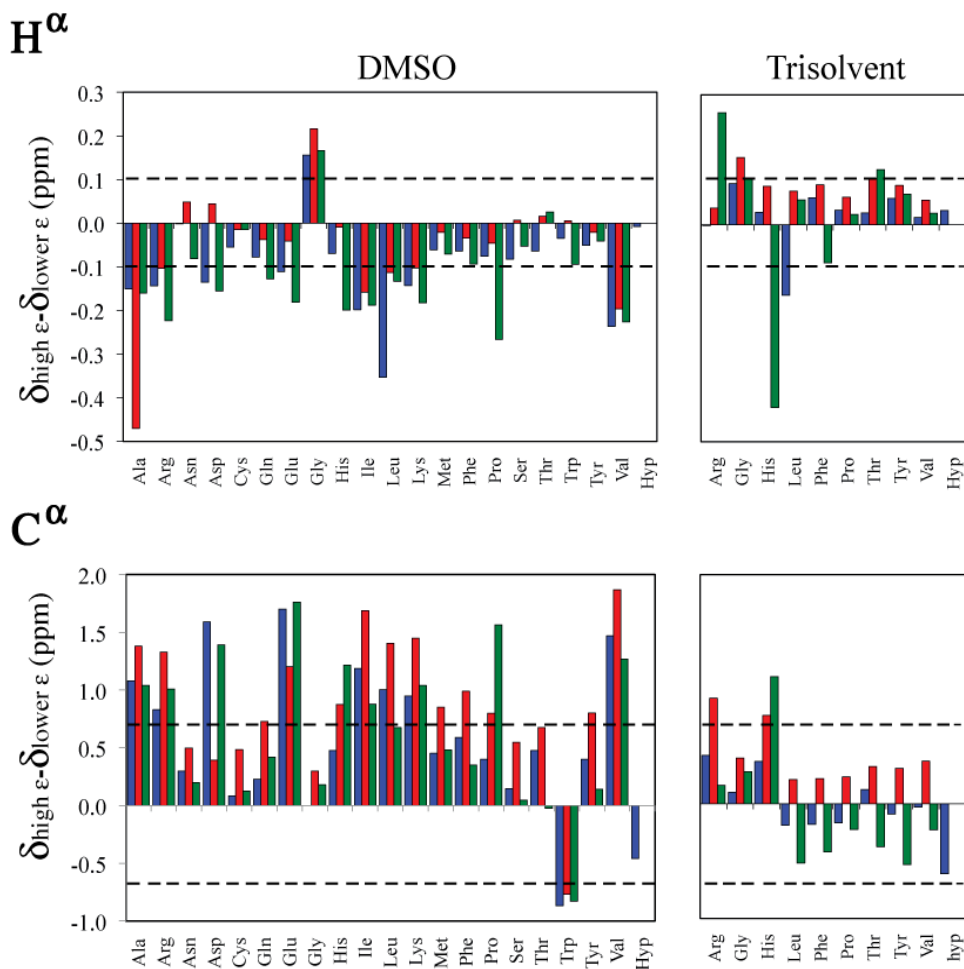 Hα
DMSO
Trisolvent
δhigh ε-δlower ε (ppm)
0.3
0.2
0.1
0.0
-0.1
-0.2
-0.3
-0.4
-0.5
Ala
Arg
Asn
Asp
Cys
Gln
Glu
Gly
His
Ile
Leu
Lys
Met
Phe
Pro
Ser
Thr
Trp
Tyr
Val
Hyp
Arg
Gly
His
Leu
Phe
Pro
Thr
Tyr
Val
Hyp
Cα
δhigh ε-δlower ε (ppm)
2.0
1.5
1.0
0.5
0.0
-0.5
-1.0
Ala
Arg
Asn
Asp
Cys
Gln
Glu
Gly
His
Ile
Leu
Lys
Met
Phe
Pro
Ser
Thr
Trp
Tyr
Val
Hyp
Arg
Gly
His
Leu
Phe
Pro
Thr
Tyr
Val
hyp